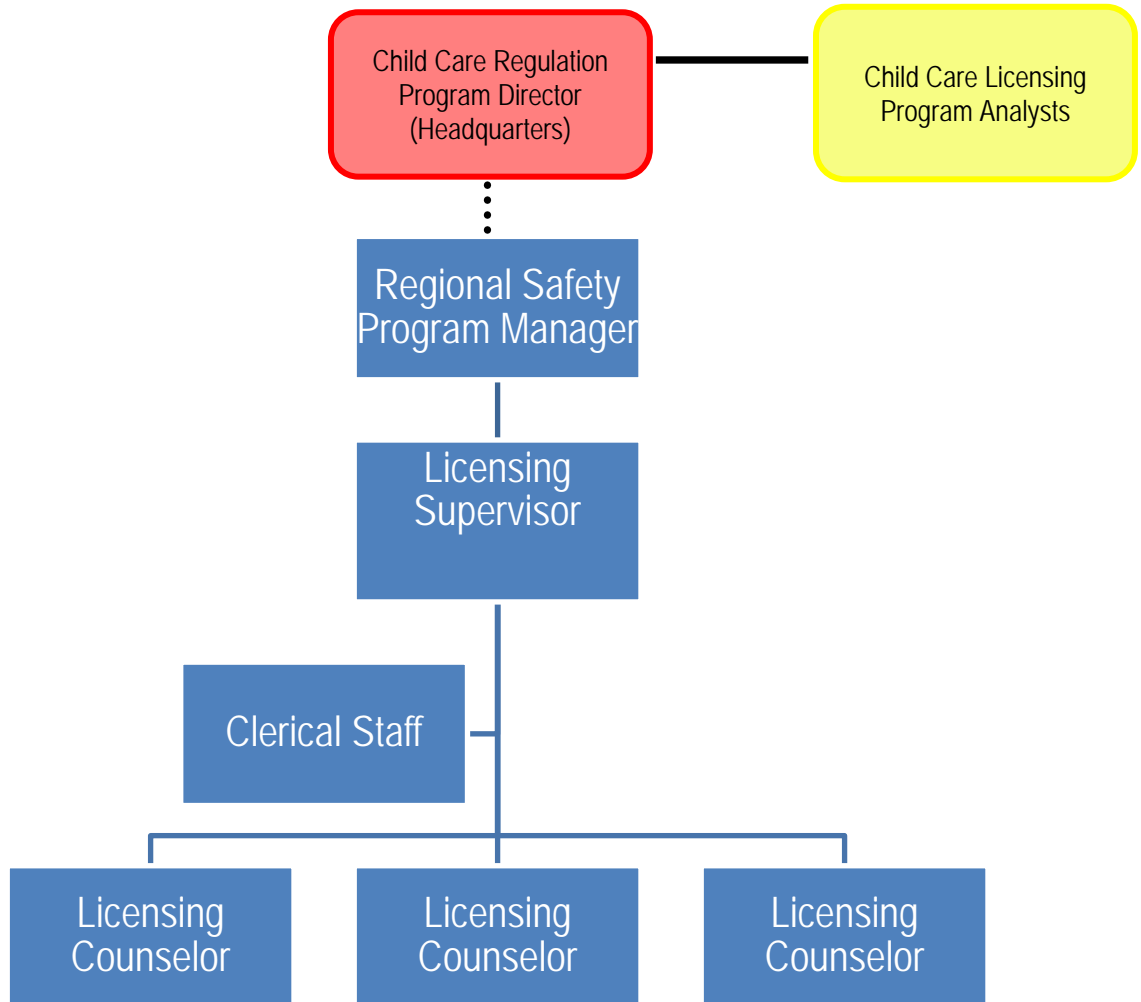 Child Care Regulation
Program Director
(Headquarters)
Child Care Licensing
Program Analysts
Regional Safety
Program Manager
Licensing
Supervisor
Clerical Staff
Licensing
Counselor
Licensing
Counselor
Licensing
Counselor